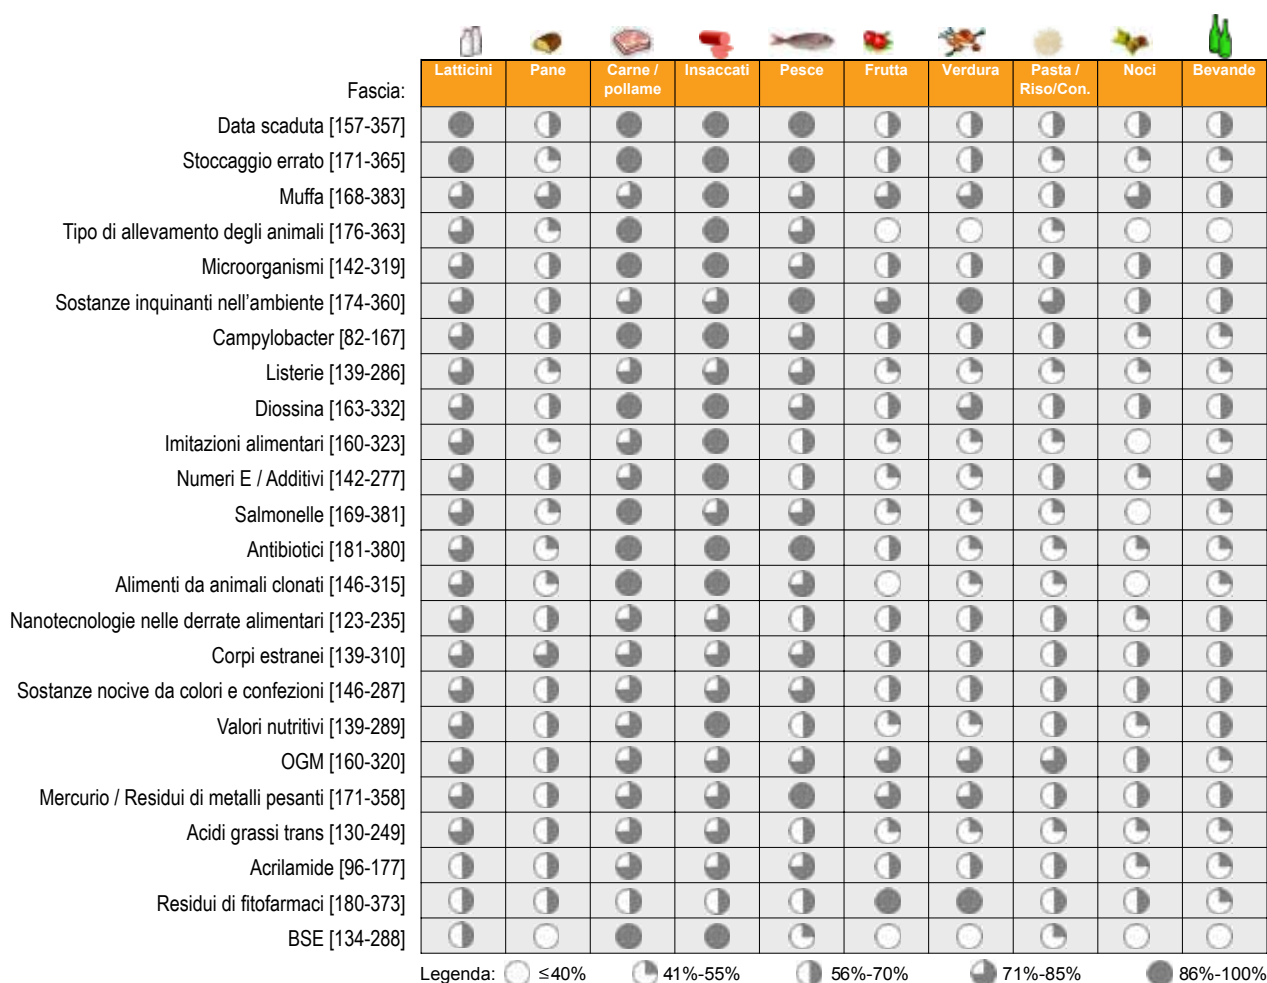 Fascia:
Latticini Pane Carne / pollame Insaccati Pesce Frutta Verdura Pasta / Riso/Con. Noci Bevande
Data scaduta [157-357]
Stoccaggio errato [171-365]
Muffa [168-383]
Tipo di allevamento degli animali [176-363]
Microorganismi [142-319]
Sostanze inquinanti nell'ambiente [174-360]
Campylobacter [82-167]
Listerie [139-286]
Diossina [163-332]
Imitazioni alimentari [160-323]
Numeri E / Additivi [142-277]
Salmonelle [169-381]
Antibiotici [181-380]
Alimenti da animali clonati [146-315]
Nanotecnologie nelle derrate alimentari [123-235]
Corpi estranei [139-310]
Sostanze nocive da colori e confezioni [146-287]
Valori nutritivi [139-289]
OGM [160-320]
Mercurio / Residui di metalli pesanti [171-358]
Acidi grassi trans [130-249]
Acrilamide [96-177]
Residui di fitofarmaci [180-373]
BSE [134-288]
Legenda: ≤40% 41%-55% 56%-70% 71%-85% 86%-100%